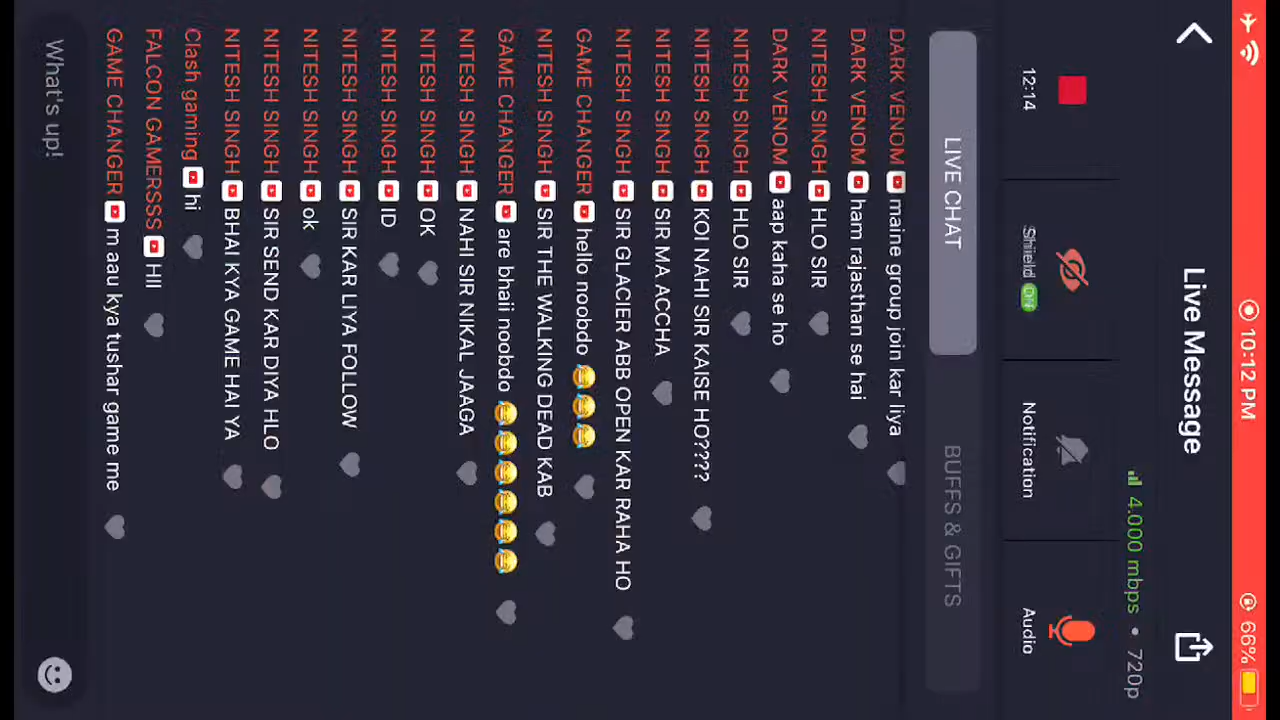 10:12 PM
66%
Live Message
4.000 mbps • 720p
12:14
Shield ON
Notification
Audio
LIVE CHAT
BUFFS & GIFTS
DARK VENOM maine group join kar liya
DARK VENOM ham rajasthan se hai
NITESH SINGH HLO SIR
DARK VENOM aap kaha se ho
NITESH SINGH HLO SIR
NITESH SINGH KOI NAHI SIR KAISE HO????
NITESH SINGH SIR MA ACCHA
NITESH SINGH SIR GLACIER ABB OPEN KAR RAHA HO
GAME CHANGER hello noobdo 😂😂😂
NITESH SINGH SIR THE WALKING DEAD KAB
GAME CHANGER are bhaii noobdo 😂😂😂😂😂😂
NITESH SINGH NAHI SIR NIKAL JAAGA
NITESH SINGH OK
NITESH SINGH ID
NITESH SINGH SIR KAR LIYA FOLLOW
NITESH SINGH ok
NITESH SINGH SIR SEND KAR DIYA HLO
NITESH SINGH BHAI KYA GAME HAI YA
Clash gaming hi
FALCON GAMERSSS HII
GAME CHANGER m aau kya tushar game me
What's up!